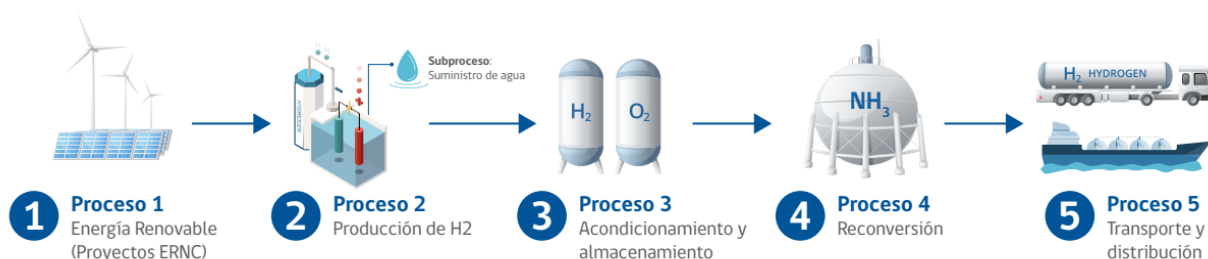 Subproceso:
Suministro de agua
HYDROGEN
H2
O2
NH3
H2 HYDROGEN
1
Proceso 1
Energía Renovable
(Proyectos ERNC)
2
Proceso 2
Producción de H2
3
Proceso 3
Acondicionamiento y
almacenamiento
4
Proceso 4
Reconversión
5
Proceso 5
Transporte y
distribución